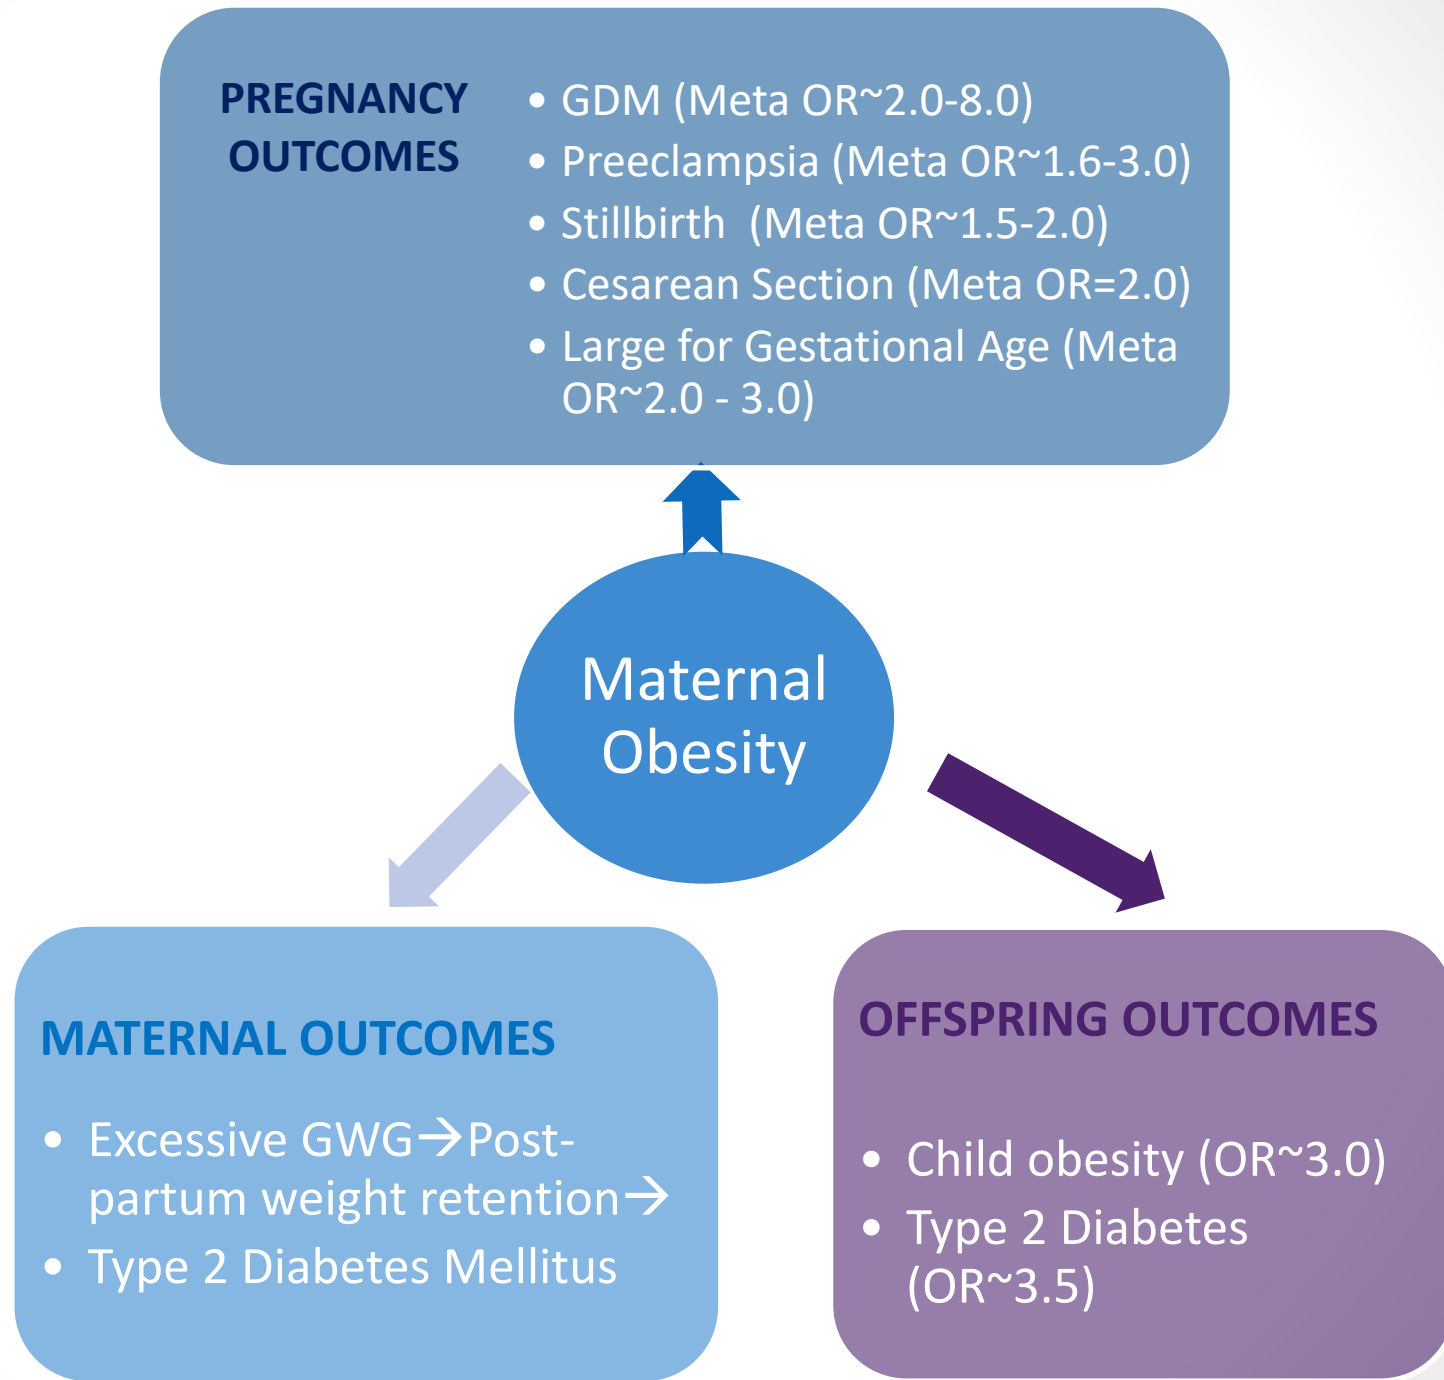 PREGNANCY
OUTCOMES
• GDM (Meta OR~2.0-8.0)
• Preeclampsia (Meta OR~1.6-3.0)
• Stillbirth  (Meta OR~1.5-2.0)
• Cesarean Section (Meta OR=2.0)
• Large for Gestational Age (Meta
OR~2.0 - 3.0)
Maternal
Obesity
MATERNAL OUTCOMES
• Excessive GWG→Post-
partum weight retention→
• Type 2 Diabetes Mellitus
OFFSPRING OUTCOMES
• Child obesity (OR~3.0)
• Type 2 Diabetes
(OR~3.5)